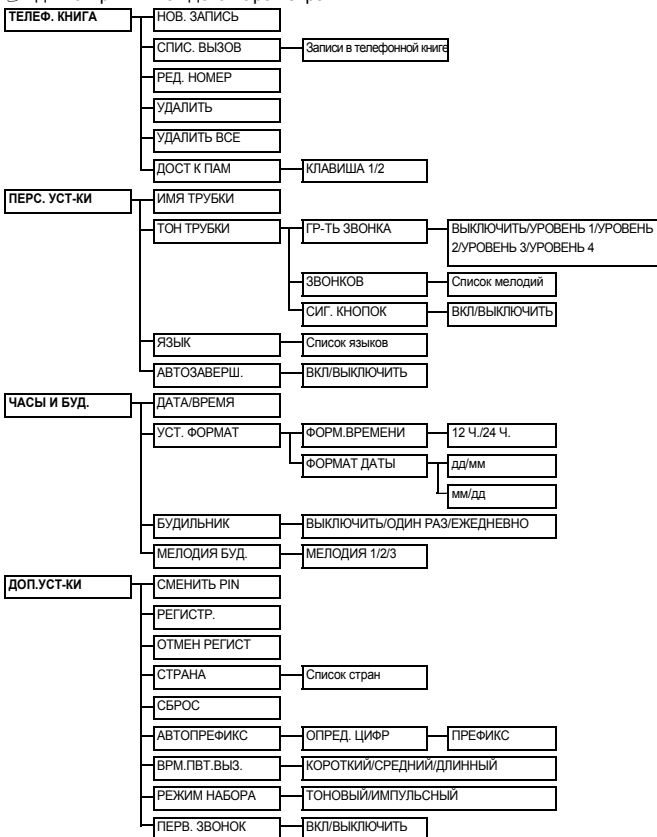 ТЕЛЕФ. КНИГА
НОВ. ЗАПИСЬ
СПИС. ВЫЗОВ
Записи в телефонной книге
РЕД. НОМЕР
УДАЛИТЬ
УДАЛИТЬ ВСЕ
ДОСТ К ПАМ
КЛАВИША 1/2
ПЕРС. УСТ-КИ
ИМЯ ТРУБКИ
ТОН ТРУБКИ
ГР-ТЬ ЗВОНКА
ВЫКЛЮЧИТЬ/УРОВЕНЬ 1/УРОВЕНЬ
2/УРОВЕНЬ 3/УРОВЕНЬ 4
ЗВОНКОВ
Список мелодий
СИГ. КНОПОК
ВКЛ/ВЫКЛЮЧИТЬ
ЯЗЫК
Список языков
АВТОЗАВЕРШ.
ВКЛ/ВЫКЛЮЧИТЬ
ЧАСЫ И БУД.
ДАТА/ВРЕМЯ
УСТ. ФОРМАТ
ФОРМ.ВРЕМЕНИ
12 Ч./24 Ч.
ФОРМАТ ДАТЫ
дд/мм
мм/дд
БУДИЛЬНИК
ВЫКЛЮЧИТЬ/ОДИН РАЗ/ЕЖЕДНЕВНО
МЕЛОДИЯ БУД.
МЕЛОДИЯ 1/2/3
ДОП.УСТ-КИ
СМЕНИТЬ PIN
РЕГИСТР.
ОТМЕН РЕГИСТ
СТРАНА
Список стран
СБРОС
АВТОПРЕФИКС
ОПРЕД. ЦИФР
ПРЕФИКС
ВРМ.ПВТ.ВЫЗ.
КОРОТКИЙ/СРЕДНИЙ/ДЛИННЫЙ
РЕЖИМ НАБОРА
ТОНОВЫЙ/ИМПУЛЬСНЫЙ
ПЕРВ. ЗВОНОК
ВКЛ/ВЫКЛЮЧИТЬ